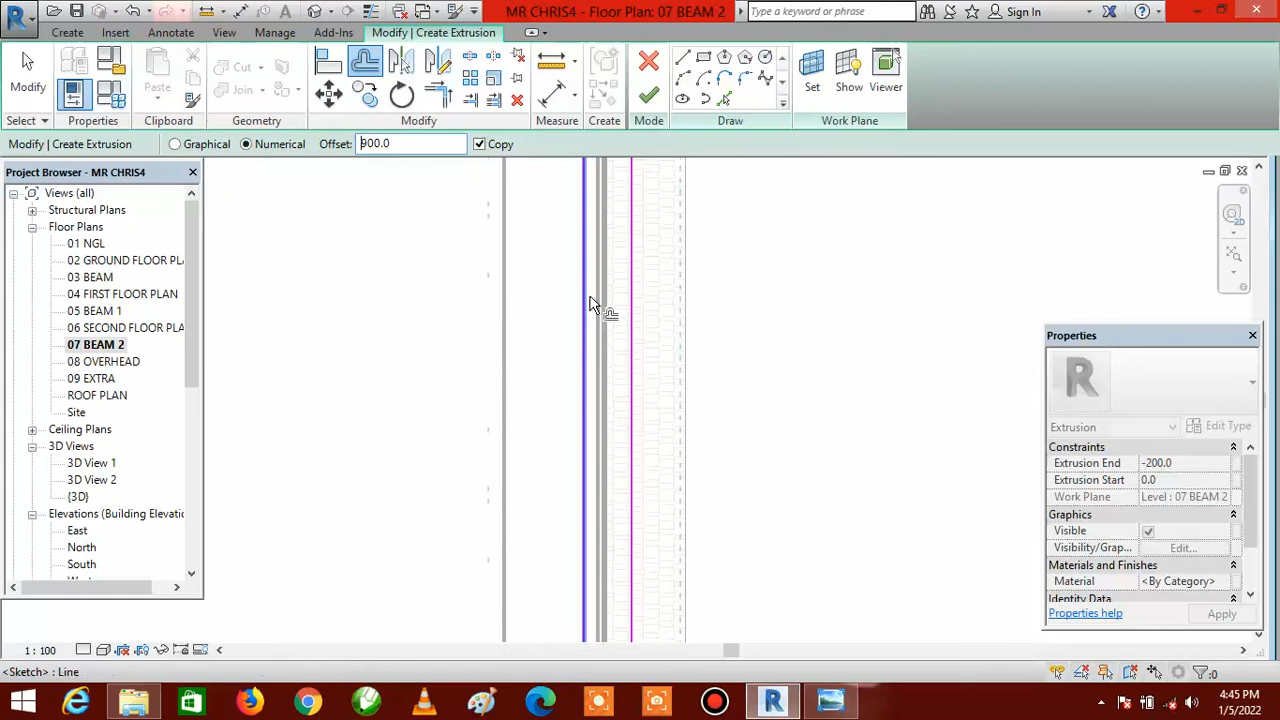 MR CHRIS4 - Floor Plan: 07 BEAM 2
Type a keyword or phrase
Sign In
Create
Insert
Annotate
View
Manage
Add-Ins
Modify | Create Extrusion
Modify
Paste
Cut
Join
Set
Show
Viewer
Select
Properties
Clipboard
Geometry
Modify
Measure
Create
Mode
Draw
Work Plane
Modify | Create Extrusion
Graphical
Numerical
Offset:
900.0
Copy
Project Browser - MR CHRIS4
Views (all)
Structural Plans
Floor Plans
01 NGL
02 GROUND FLOOR PL
03 BEAM
04 FIRST FLOOR PLAN
05 BEAM 1
06 SECOND FLOOR PLA
07 BEAM 2
08 OVERHEAD
09 EXTRA
ROOF PLAN
Site
Ceiling Plans
3D Views
3D View 1
3D View 2
{3D}
Elevations (Building Elevatio
East
North
South
2D
Properties
R
Extrusion
Edit Type
Constraints
Extrusion End
-200.0
Extrusion Start
0.0
Work Plane
Level : 07 BEAM 2
Graphics
Visible
Visibility/Grap...
Edit...
Materials and Finishes
Material
<By Category>
Identity Data
Properties help
Apply
1 : 100
<Sketch> : Line
:0
4:45 PM
1/5/2022